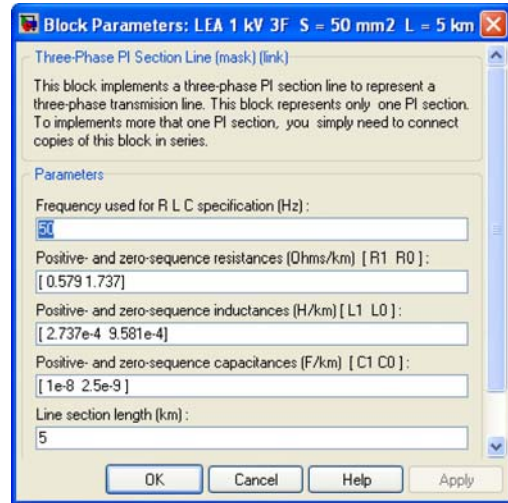 Block Parameters: LEA 1 kV 3F S = 50 mm2 L = 5 km
Three-Phase PI Section Line (mask) (link)
This block implements a three-phase PI section line to represent a
three-phase transmision line. This block represents only one PI section.
To implements more that one PI section, you simply need to connect
copies of this block in series.
Parameters
Frequency used for R L C specification (Hz) :
50
Positive- and zero-sequence resistances (Ohms/km) [ R1 R0 ] :
[ 0.579 1.737]
Positive- and zero-sequence inductances (H/km) [ L1 L0 ] :
[ 2.737e-4 9.581e-4]
Positive- and zero-sequence capacitances (F/km) [ C1 C0 ] :
[ 1e-8 2.5e-9 ]
Line section length (km) :
5
OK Cancel Help Apply